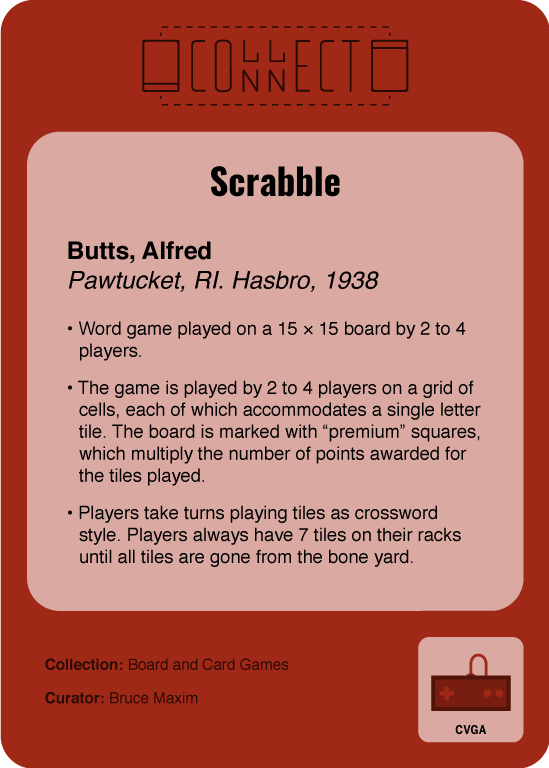 COLLECT
CONNECT
Scrabble
Butts, Alfred
Pawtucket, RI. Hasbro, 1938
• Word game played on a 15 × 15 board by 2 to 4
players.
• The game is played by 2 to 4 players on a grid of
cells, each of which accommodates a single letter
tile. The board is marked with “premium” squares,
which multiply the number of points awarded for
the tiles played.
• Players take turns playing tiles as crossword
style. Players always have 7 tiles on their racks
until all tiles are gone from the bone yard.
Collection: Board and Card Games
Curator: Bruce Maxim
CVGA